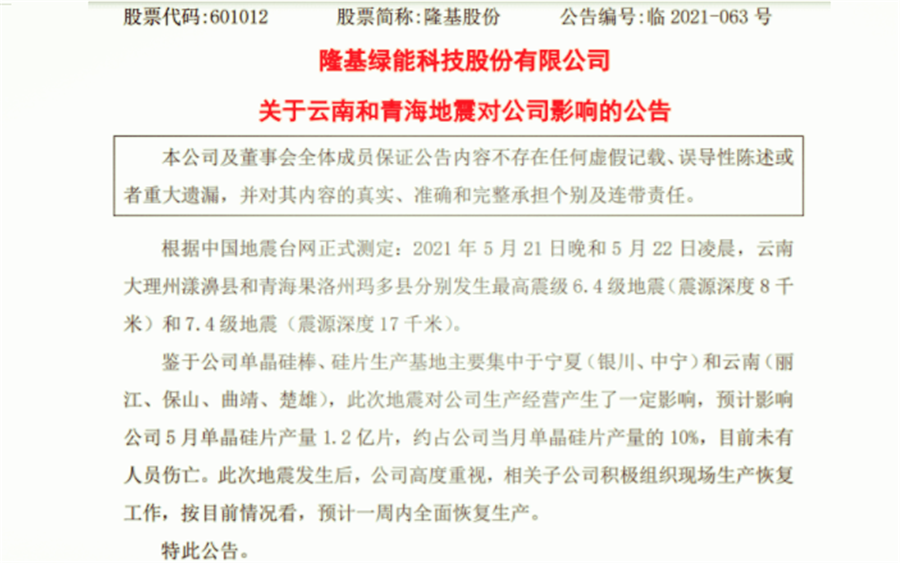 股票代码:601012 股票简称:隆基股份 公告编号:临 2021-063 号
隆基绿能科技股份有限公司
关于云南和青海地震对公司影响的公告
本公司及董事会全体成员保证公告内容不存在任何虚假记载、误导性陈述或
者重大遗漏，并对其内容的真实、准确和完整承担个别及连带责任。
根据中国地震台网正式测定：2021 年 5 月 21 日晚和 5 月 22 日凌晨，云南
大理州漾濞县和青海果洛州玛多县分别发生最高震级 6.4 级地震（震源深度 8 千
米）和 7.4 级地震（震源深度 17 千米）。
鉴于公司单晶硅棒、硅片生产基地主要集中于宁夏（银川、中宁）和云南（丽
江、保山、曲靖、楚雄），此次地震对公司生产经营产生了一定影响，预计影响
公司 5 月单晶硅片产量 1.2 亿片，约占公司当月单晶硅片产量的 10%，目前未有
人员伤亡。此次地震发生后，公司高度重视，相关子公司积极组织现场生产恢复
工作，按目前情况看，预计一周内全面恢复生产。
特此公告。